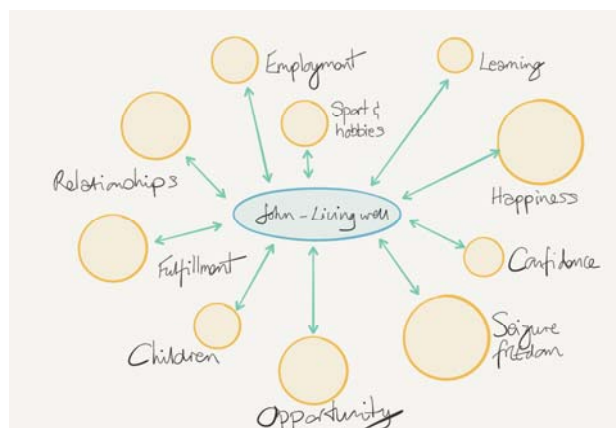 Employment
Learning
Sport &
hobbies
Relationships
Happiness
John - Living well
Fulfillment
Confidence
Children
Seizure
freedom
Opportunity